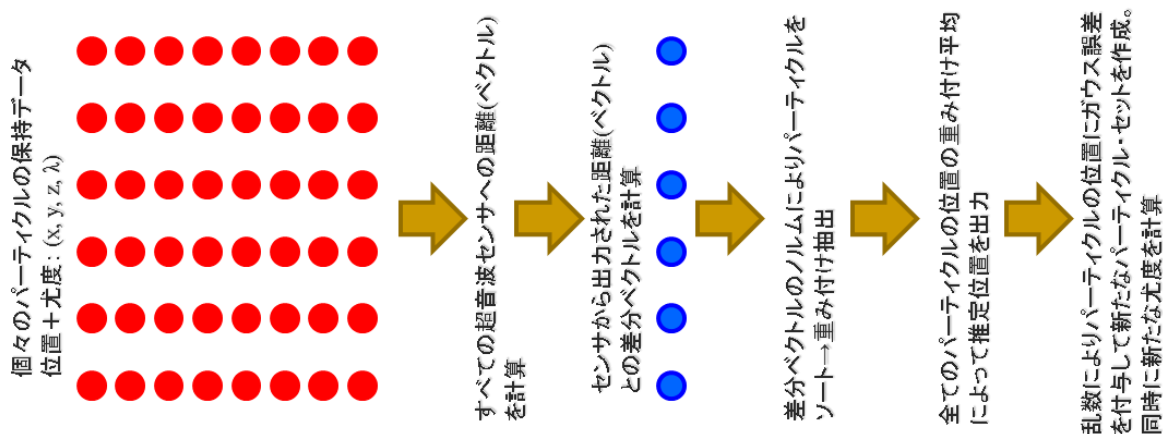 個々のパーティクルの保持データ
位置＋尤度：(x, y, z, λ)
すべての超音波センサへの距離(ベクトル)
を計算
センサから出力された距離(ベクトル)
との差分ベクトルを計算
差分ベクトルのノルムによりパーティクルを
ソート→重み付け抽出
全てのパーティクルの位置の重み付け平均
によって推定位置を出力
乱数によりパーティクルの位置にガウス誤差
を付与して新たなパーティクル・セットを作成。
同時に新たな尤度を計算